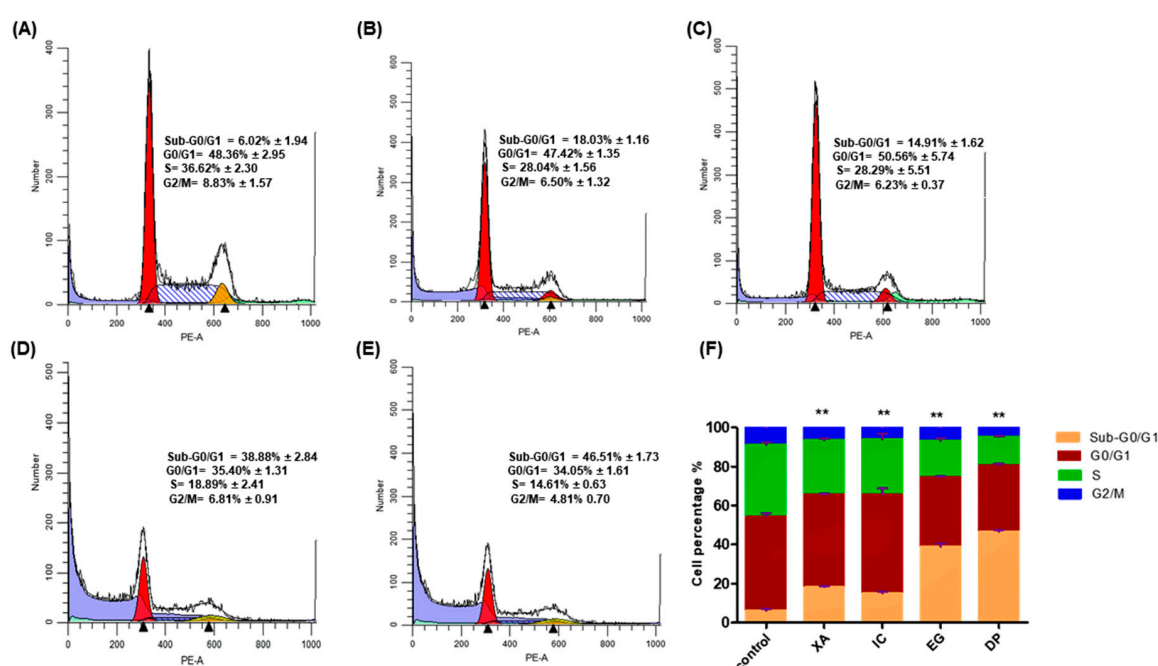 (A)
400
300
200
100
0
Number
Sub-G0/G1 = 6.02% ± 1.94
G0/G1= 48.36% ± 2.95
S= 36.62% ± 2.30
G2/M= 8.83% ± 1.57
0 200 400 600 800 1000
PE-A
(B)
600
500
400
300
200
100
0
Number
Sub-G0/G1 = 18.03% ± 1.16
G0/G1= 47.42% ± 1.35
S= 28.04% ± 1.56
G2/M= 6.50% ± 1.32
0 200 400 600 800 1000
PE-A
(C)
600
500
400
300
200
100
0
Number
Sub-G0/G1 = 14.91% ± 1.62
G0/G1= 50.56% ± 5.74
S= 28.29% ± 5.51
G2/M= 6.23% ± 0.37
0 200 400 600 800 1000
PE-A
(D)
500
400
300
200
100
0
Number
Sub-G0/G1 = 38.88% ± 2.84
G0/G1= 35.40% ± 1.31
S= 18.89% ± 2.41
G2/M= 6.81% ± 0.91
0 200 400 600 800 1000
PE-A
(E)
600
500
400
300
200
100
0
Number
Sub-G0/G1 = 46.51% ± 1.73
G0/G1= 34.05% ± 1.61
S= 14.61% ± 0.63
G2/M= 4.81% 0.70
0 200 400 600 800 1000
PE-A
(F)
** ** ** **
100
80
60
40
20
0
Cell percentage %
control XA IC EG DP
Sub-G0/G1
G0/G1
S
G2/M